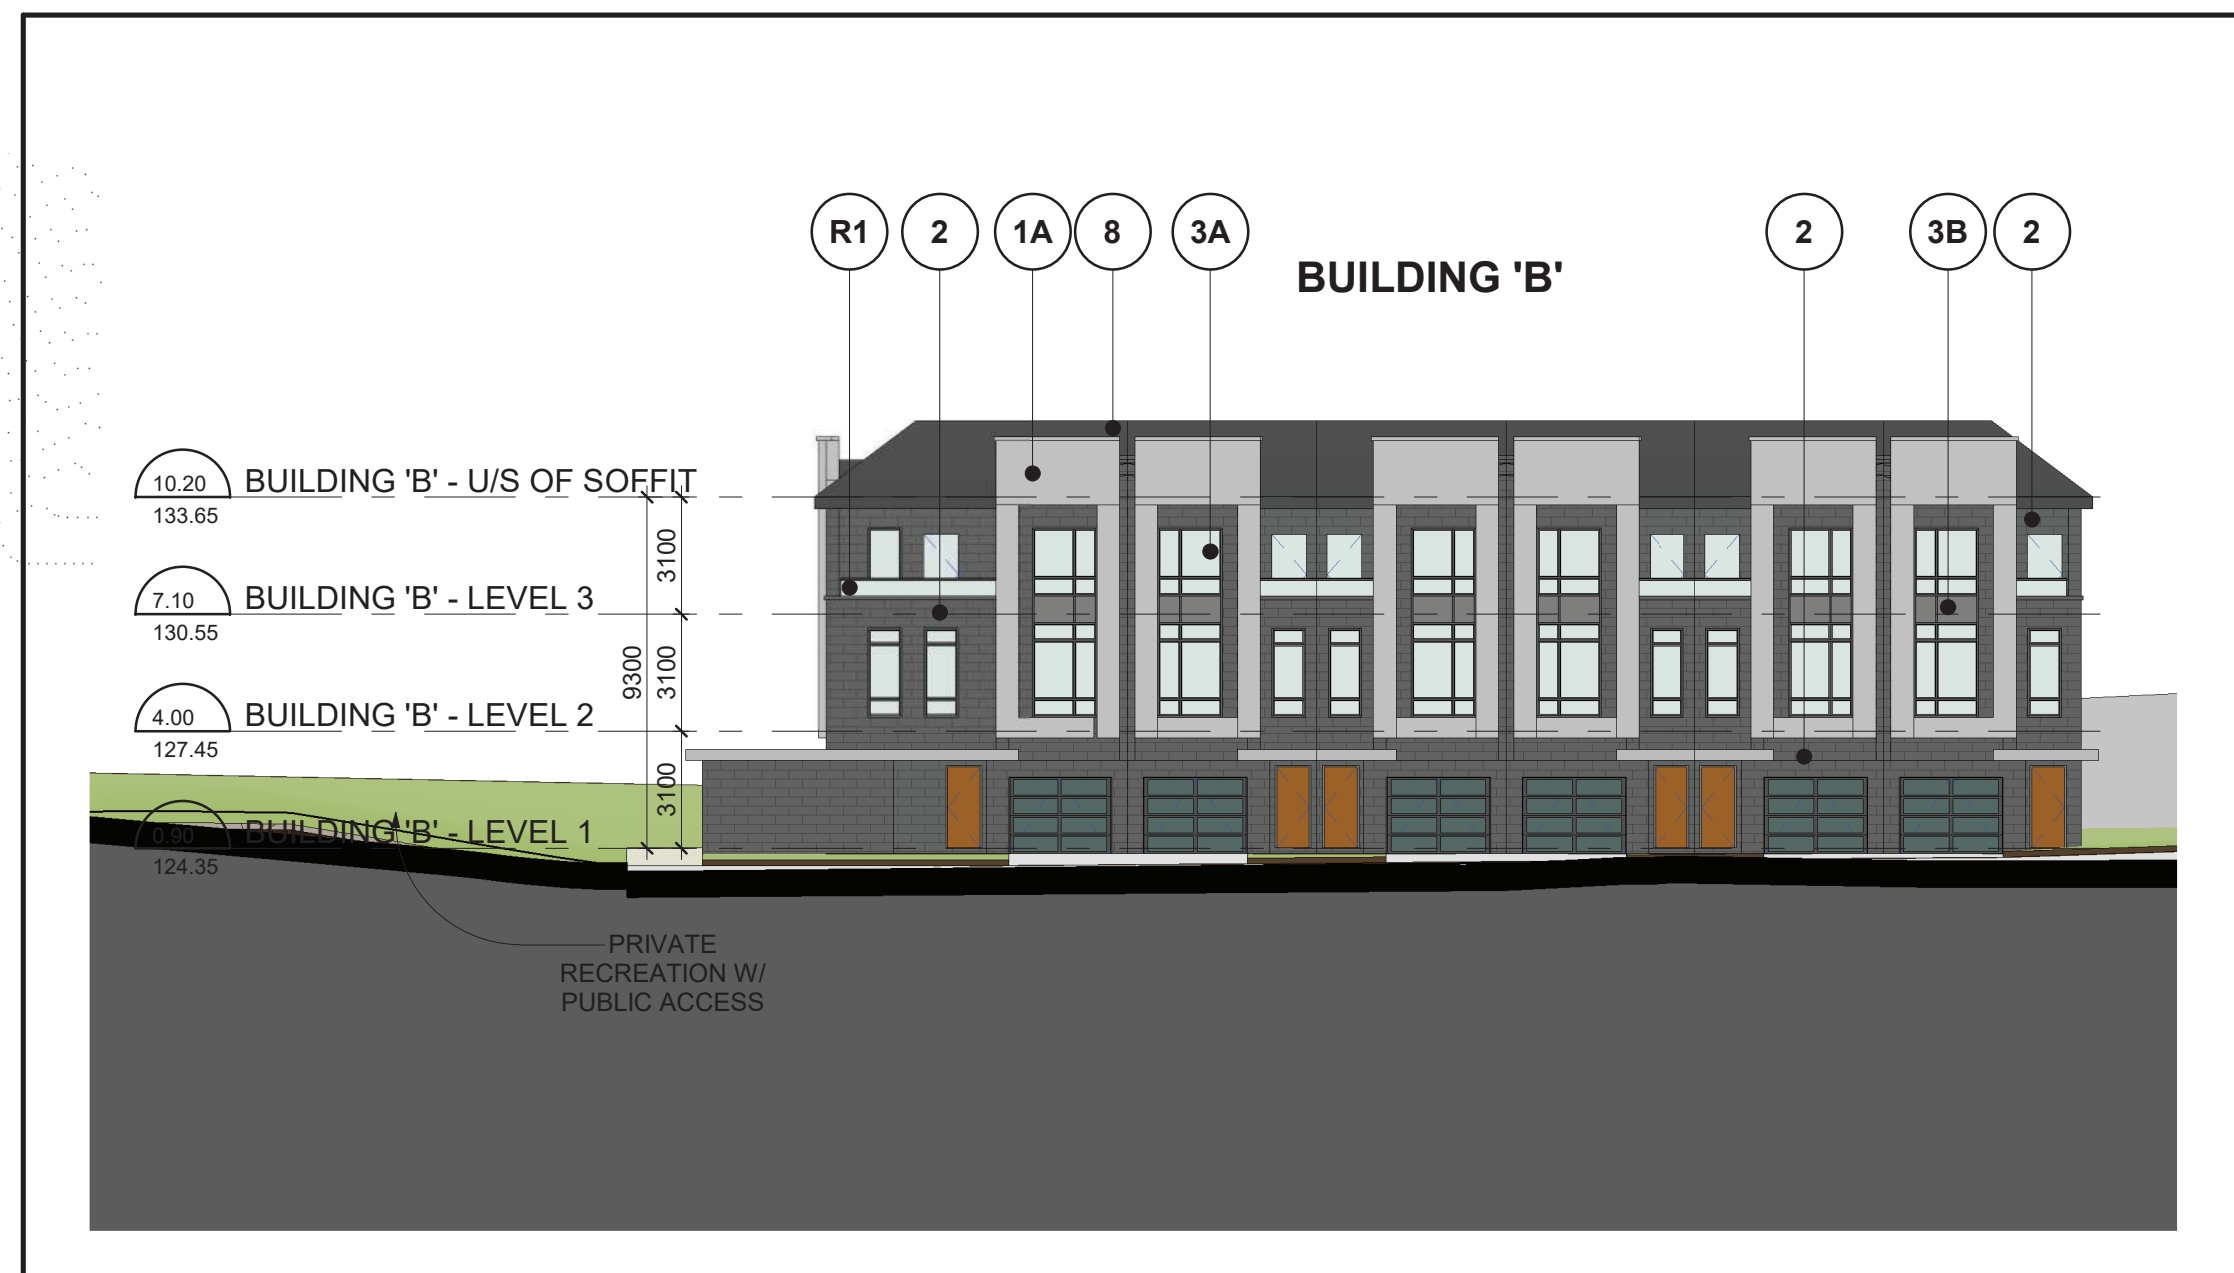 R1 2 1A 8 3A 2 3B 2
BUILDING 'B'
10.20 BUILDING 'B' - U/S OF SOFFIT
133.65
3100
7.10 BUILDING 'B' - LEVEL 3
130.55
9300
3100
4.00 BUILDING 'B' - LEVEL 2
127.45
3100
0.90 BUILDING 'B' - LEVEL 1
124.35
PRIVATE
RECREATION W/
PUBLIC ACCESS